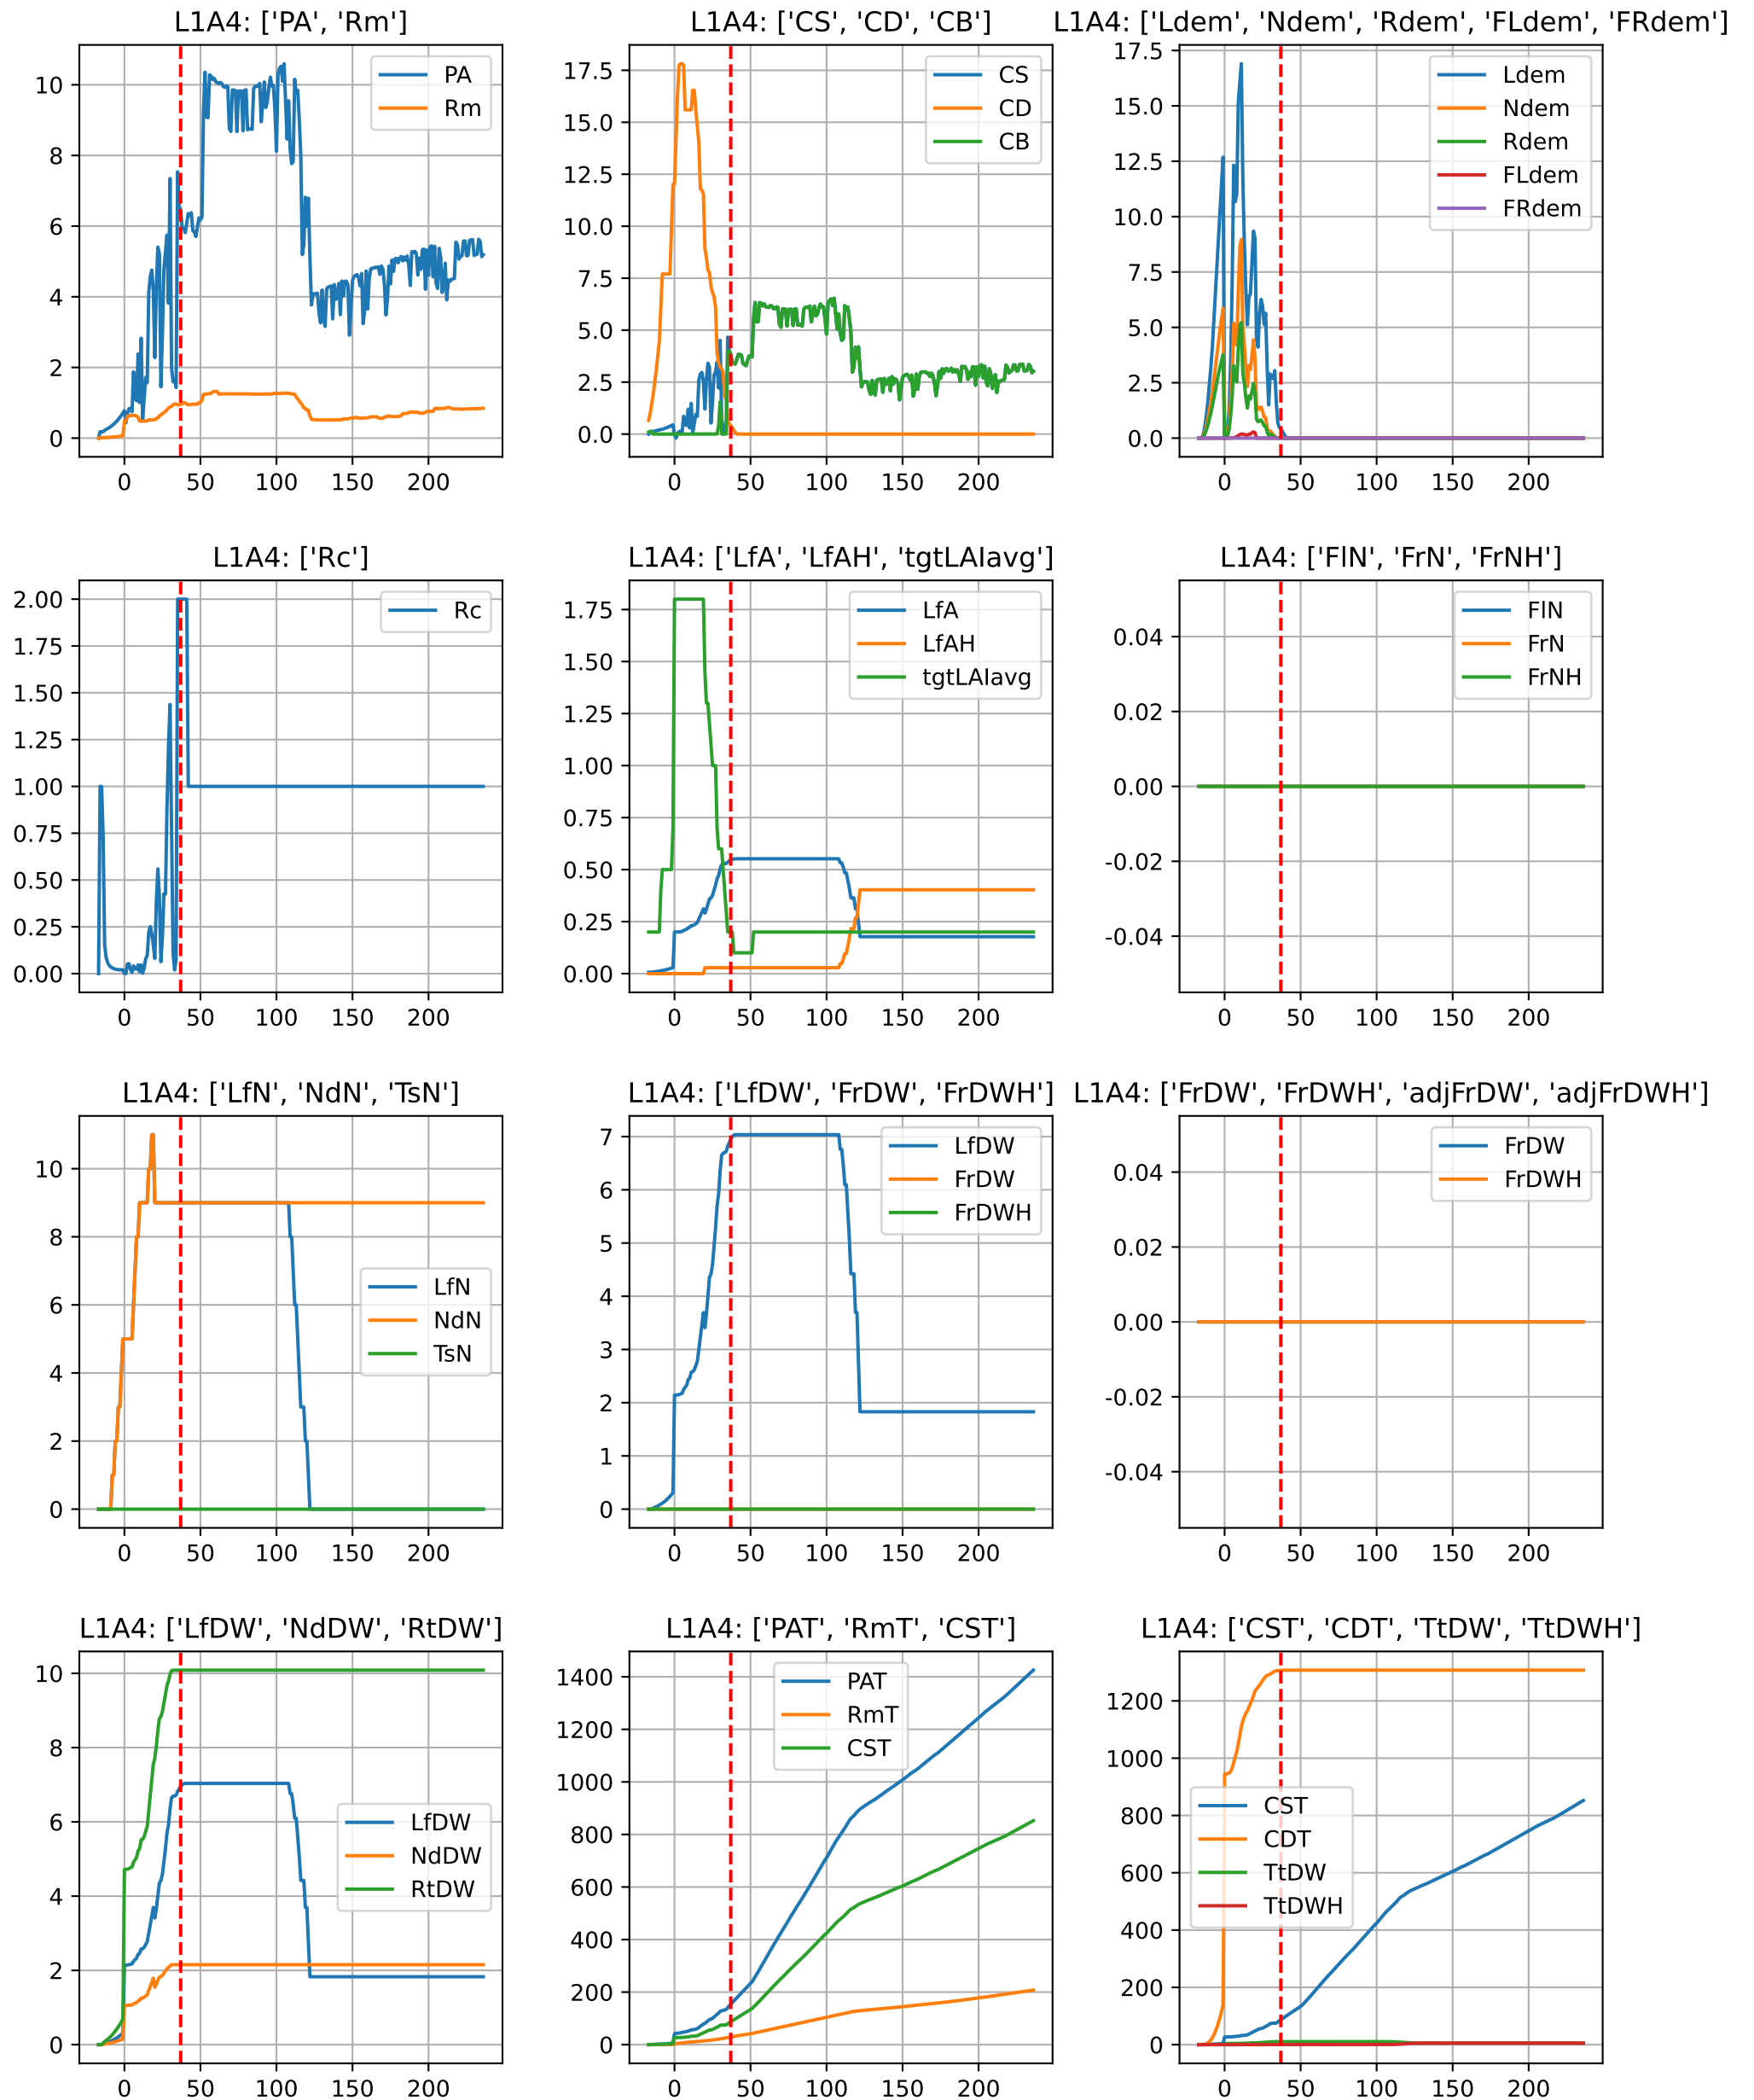 L1A4: ['PA', 'Rm']
10
8
6
4
2
0
0 50 100 150 200
PA
Rm
L1A4: ['CS', 'CD', 'CB']
17.5
15.0
12.5
10.0
7.5
5.0
2.5
0.0
0 50 100 150 200
CS
CD
CB
L1A4: ['Ldem', 'Ndem', 'Rdem', 'FLdem', 'FRdem']
17.5
15.0
12.5
10.0
7.5
5.0
2.5
0.0
0 50 100 150 200
Ldem
Ndem
Rdem
FLdem
FRdem
L1A4: ['Rc']
2.00
1.75
1.50
1.25
1.00
0.75
0.50
0.25
0.00
0 50 100 150 200
Rc
L1A4: ['LfA', 'LfAH', 'tgtLAIavg']
1.75
1.50
1.25
1.00
0.75
0.50
0.25
0.00
0 50 100 150 200
LfA
LfAH
tgtLAIavg
L1A4: ['FlN', 'FrN', 'FrNH']
0.04
0.02
0.00
-0.02
-0.04
0 50 100 150 200
FlN
FrN
FrNH
L1A4: ['LfN', 'NdN', 'TsN']
10
8
6
4
2
0
0 50 100 150 200
LfN
NdN
TsN
L1A4: ['LfDW', 'FrDW', 'FrDWH']
7
6
5
4
3
2
1
0
0 50 100 150 200
LfDW
FrDW
FrDWH
L1A4: ['FrDW', 'FrDWH', 'adjFrDW', 'adjFrDWH']
0.04
0.02
0.00
-0.02
-0.04
0 50 100 150 200
FrDW
FrDWH
L1A4: ['LfDW', 'NdDW', 'RtDW']
10
8
6
4
2
0
0 50 100 150 200
LfDW
NdDW
RtDW
L1A4: ['PAT', 'RmT', 'CST']
1400
1200
1000
800
600
400
200
0
0 50 100 150 200
PAT
RmT
CST
L1A4: ['CST', 'CDT', 'TtDW', 'TtDWH']
1200
1000
800
600
400
200
0
0 50 100 150 200
CST
CDT
TtDW
TtDWH